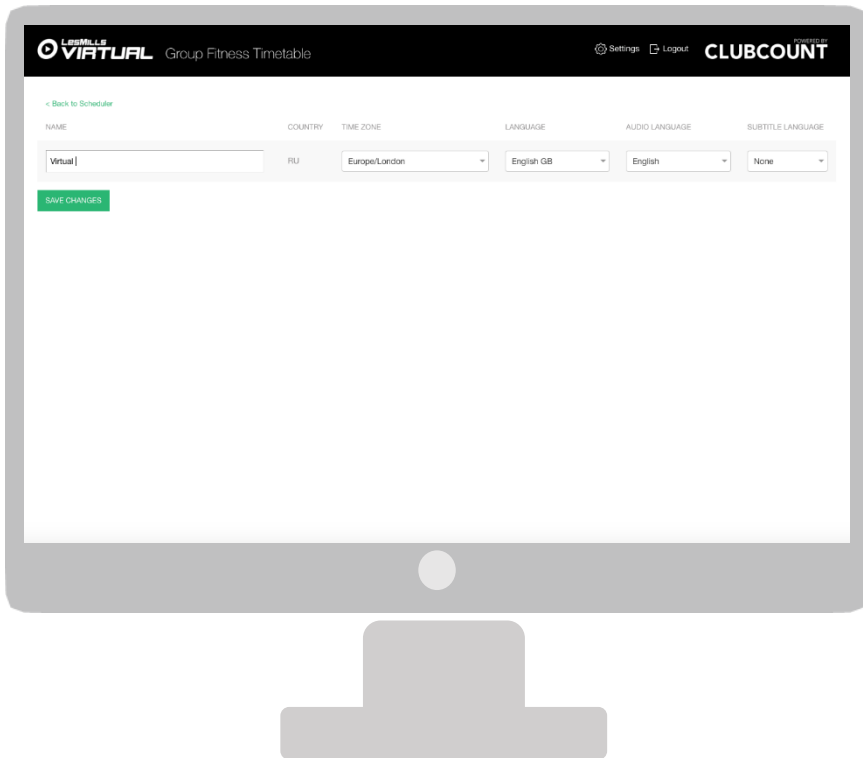 LesMILLS
VIRTUAL Group Fitness Timetable
Settings Logout
POWERED BY
CLUBCOUNT
< Back to Scheduler
NAME COUNTRY TIME ZONE LANGUAGE AUDIO LANGUAGE SUBTITLE LANGUAGE
Virtual RU Europe/London English GB English None
SAVE CHANGES